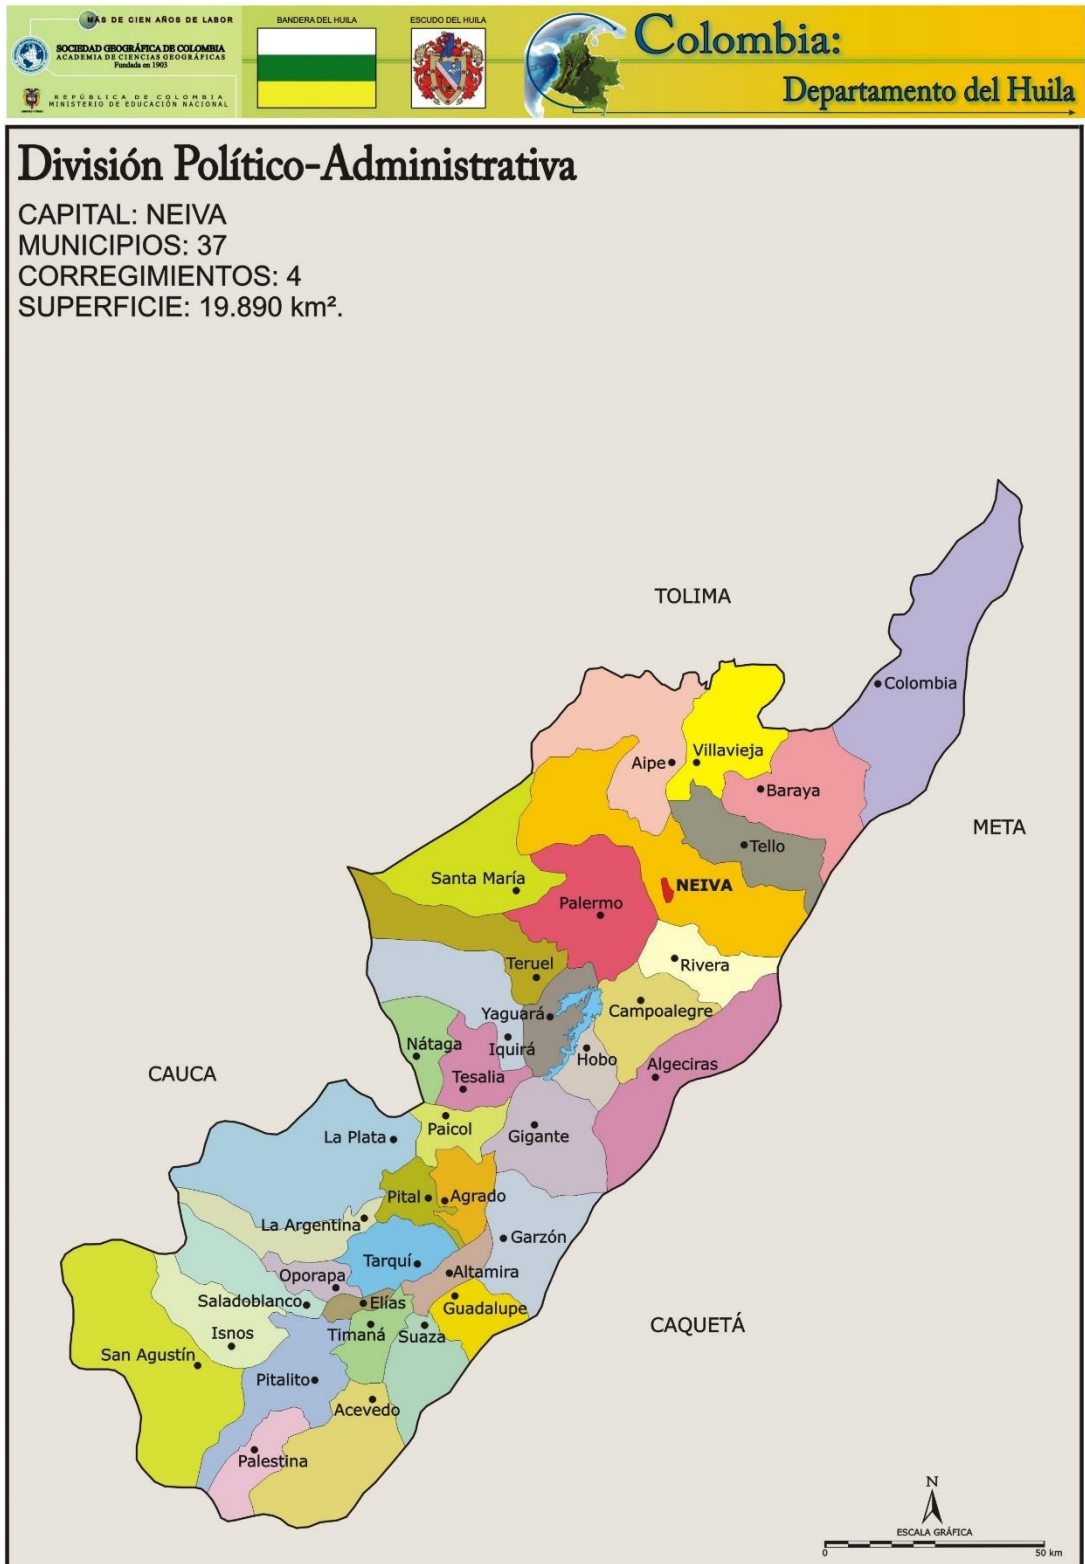 MÁS DE CIEN AÑOS DE LABOR
SOCIEDAD GEOGRÁFICA DE COLOMBIA
ACADEMIA DE CIENCIAS GEOGRÁFICAS
Fundada en 1903
REPÚBLICA DE COLOMBIA
MINISTERIO DE EDUCACIÓN NACIONAL
BANDERA DEL HUILA
ESCUDO DEL HUILA
Colombia:
Departamento del Huila
División Político-Administrativa
CAPITAL: NEIVA
MUNICIPIOS: 37
CORREGIMIENTOS: 4
SUPERFICIE: 19.890 km².
TOLIMA
Colombia
Villavieja
Aipe
Baraya
META
Tello
Santa María
NEIVA
Palermo
Teruel
Rivera
Yaguará
Campoalegre
Nátaga
Iquirá
Hobo
Algeciras
CAUCA
Tesalia
Paicol
La Plata
Gigante
Pital
Agrado
La Argentina
Garzón
Tarquí
Oporapa
Altamira
Saladoblanco
Elías
Guadalupe
Isnos
Timaná
Suaza
CAQUETÁ
San Agustín
Pitalito
Acevedo
Palestina
N
ESCALA GRÁFICA
0
50 km